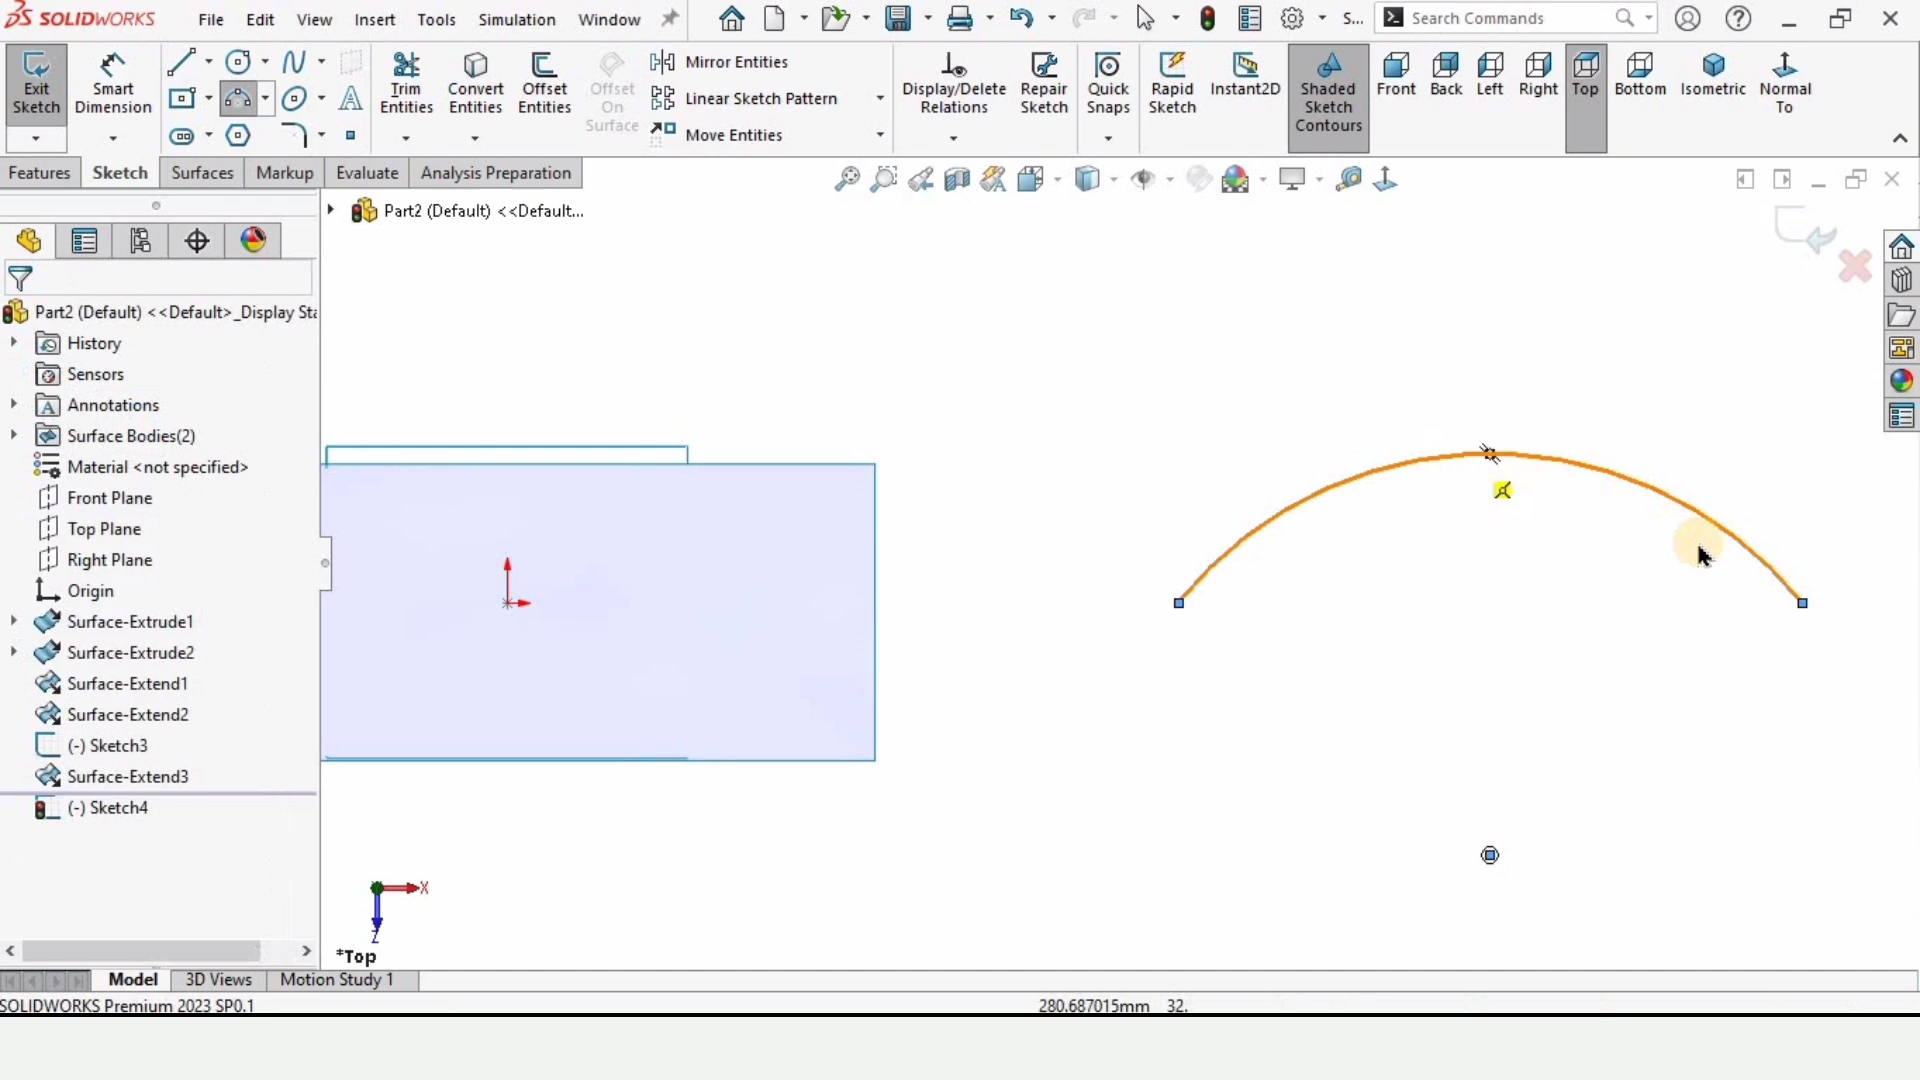 SOLIDWORKS File Edit View Insert Tools Simulation Window S... Search Commands
Exit Sketch
Smart Dimension
Trim Entities
Convert Entities
Offset Entities
Offset On Surface
Mirror Entities
Linear Sketch Pattern
Move Entities
Display/Delete Relations
Repair Sketch
Quick Snaps
Rapid Sketch
Instant2D
Shaded Sketch Contours
Front Back Left Right Top Bottom Isometric
Normal To
Features Sketch Surfaces Markup Evaluate Analysis Preparation
Part2 (Default) <<Default...
Part2 (Default) <<Default>_Display Sta
History
Sensors
Annotations
Surface Bodies(2)
Material <not specified>
Front Plane
Top Plane
Right Plane
Origin
Surface-Extrude1
Surface-Extrude2
Surface-Extend1
Surface-Extend2
(-) Sketch3
Surface-Extend3
(-) Sketch4
X
Z
*Top
Model 3D Views Motion Study 1
SOLIDWORKS Premium 2023 SP0.1 280.687015mm 32.